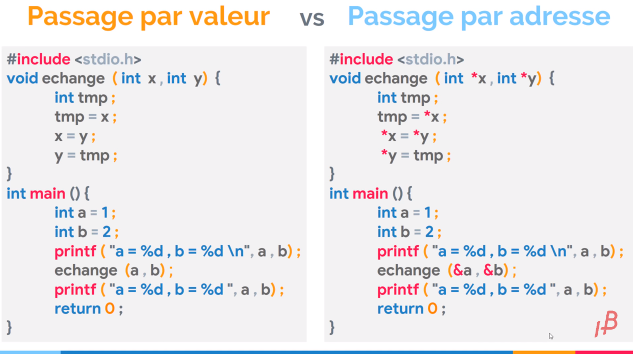 Passage par valeur vs Passage par adresse
#include <stdio.h>
void echange ( int x , int y) {
int tmp ;
tmp = x ;
x = y ;
y = tmp ;
}
int main () {
int a = 1 ;
int b = 2 ;
printf ( "a = %d , b = %d \n", a , b) ;
echange (a , b) ;
printf ( "a = %d , b = %d ", a , b) ;
return 0 ;
}
#include <stdio.h>
void echange ( int *x , int *y) {
int tmp ;
tmp = *x ;
*x = *y ;
*y = tmp ;
}
int main () {
int a = 1 ;
int b = 2 ;
printf ( "a = %d , b = %d \n", a , b) ;
echange (&a , &b) ;
printf ( "a = %d , b = %d ", a , b) ;
return 0 ;
}